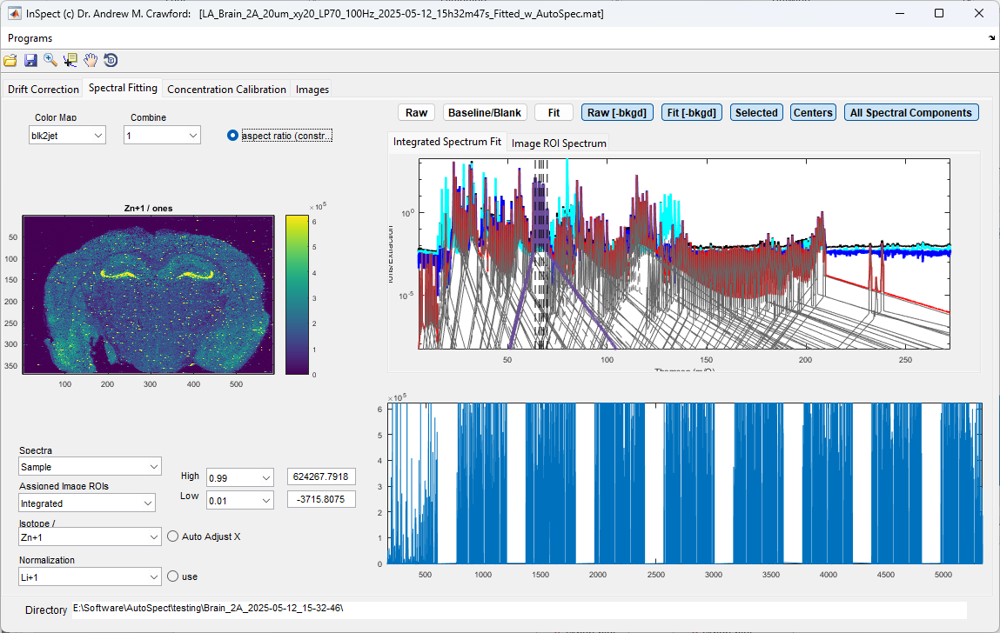 InSpect (c) Dr. Andrew M. Crawford: [LA_Brain_2A_20um_xy20_LP70_100Hz_2025-05-12_15h32m47s_Fitted_w_AutoSpec.mat]
Programs
Drift Correction Spectral Fitting Concentration Calibration Images
Color Map Combine
blk2jet 1 aspect ratio (constr...
Raw Baseline/Blank Fit Raw [-bkgd] Fit [-bkgd] Selected Centers All Spectral Components
Integrated Spectrum Fit Image ROI Spectrum
10^0
10^-5
50 100 150 200 250
Thomson (m/Q)
Zn+1 / ones
×10^5
50
100
150
200
250
300
350
100 200 300 400 500
6
5
4
3
2
1
0
×10^5
6
5
4
3
2
1
0
500 1000 1500 2000 2500 3000 3500 4000 4500 5000
Spectra
Sample
Assigned Image ROIs
Integrated
High 0.99 624267.7918
Low 0.01 -3715.8075
Isotope /
Zn+1 Auto Adjust X
Normalization
Li+1 use
Directory E:\Software\AutoSpect\testing\Brain_2A_2025-05-12_15-32-46\